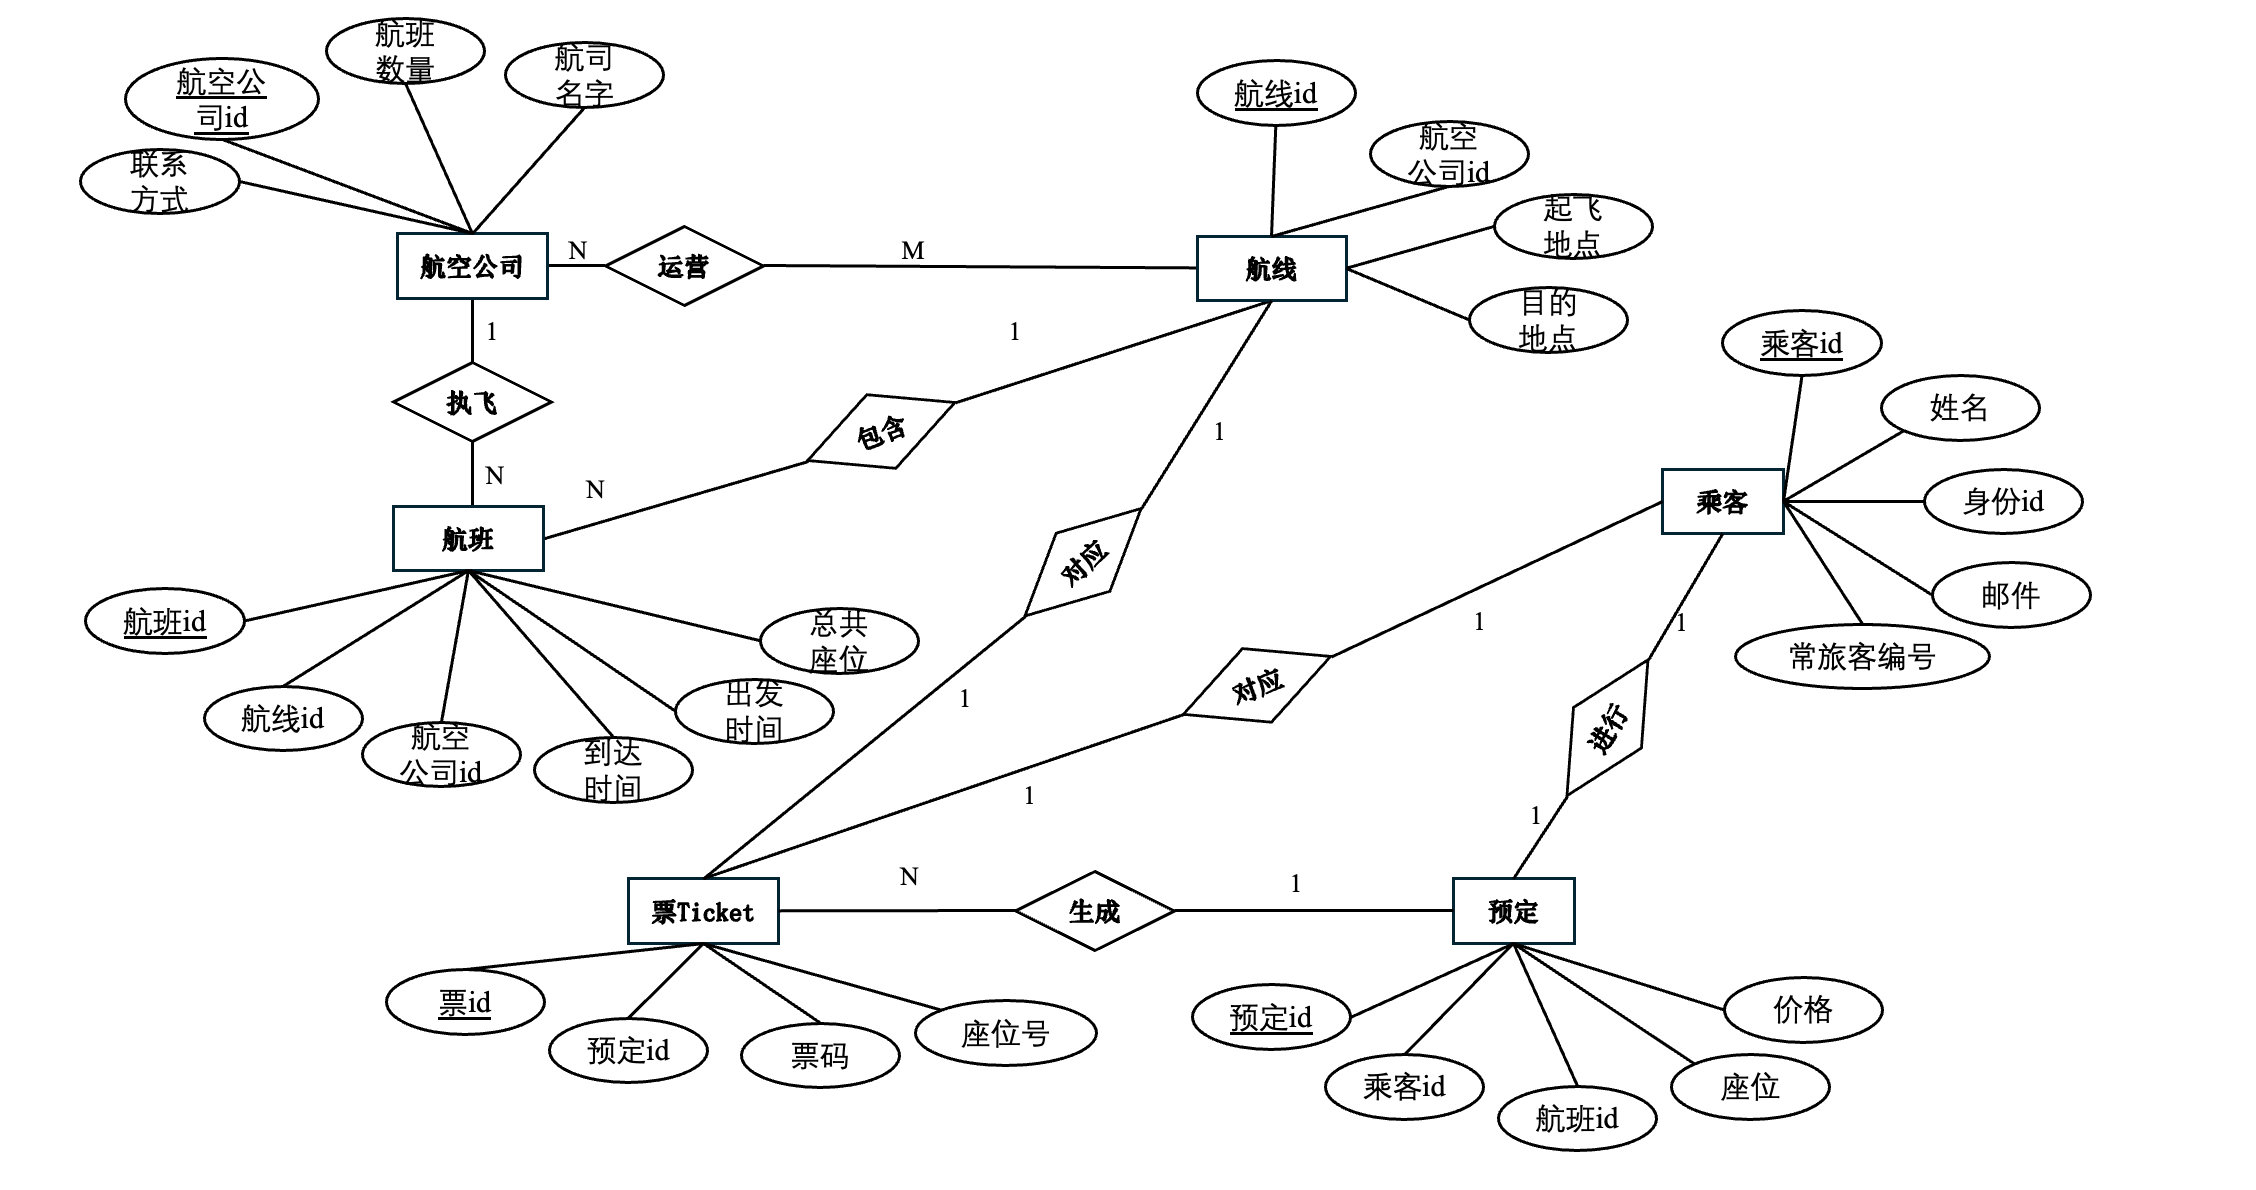 航班
数量
航司
名字
航空公
司id
联系
方式
航线id
航空
公司id
起飞
地点
目的
地点
航空公司
N
运营
M
航线
1
1
乘客id
姓名
执飞
包含
1
N
N
乘客
身份id
航班
对应
邮件
常旅客编号
1
1
航班id
总共
座位
航线id
出发
时间
航空
公司id
到达
时间
1
对应
进行
1
1
票Ticket
N
生成
1
预定
票id
预定id
票码
座位号
预定id
乘客id
航班id
座位
价格